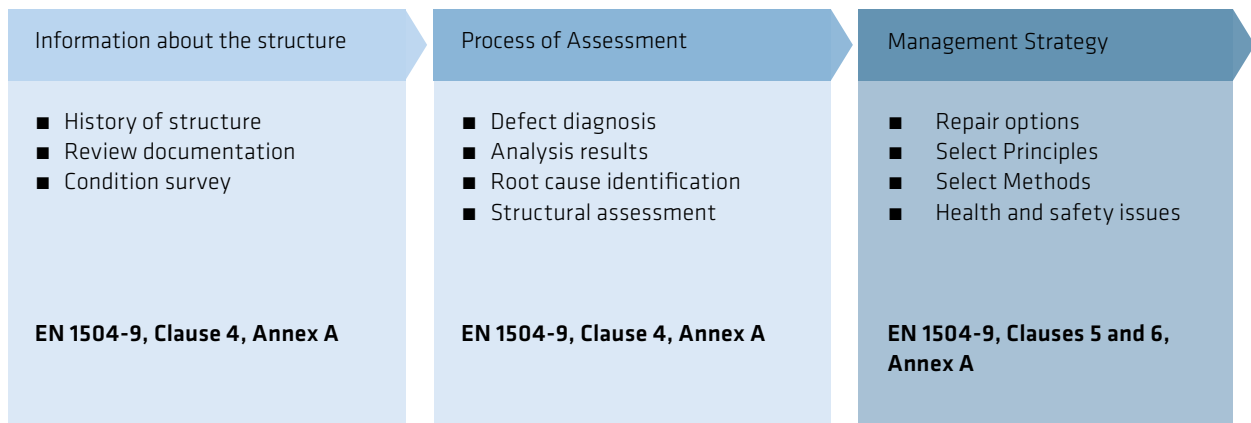 Information about the structure
■ History of structure
■ Review documentation
■ Condition survey
EN 1504-9, Clause 4, Annex A
Process of Assessment
■ Defect diagnosis
■ Analysis results
■ Root cause identification
■ Structural assessment
EN 1504-9, Clause 4, Annex A
Management Strategy
■ Repair options
■ Select Principles
■ Select Methods
■ Health and safety issues
EN 1504-9, Clauses 5 and 6,
Annex A